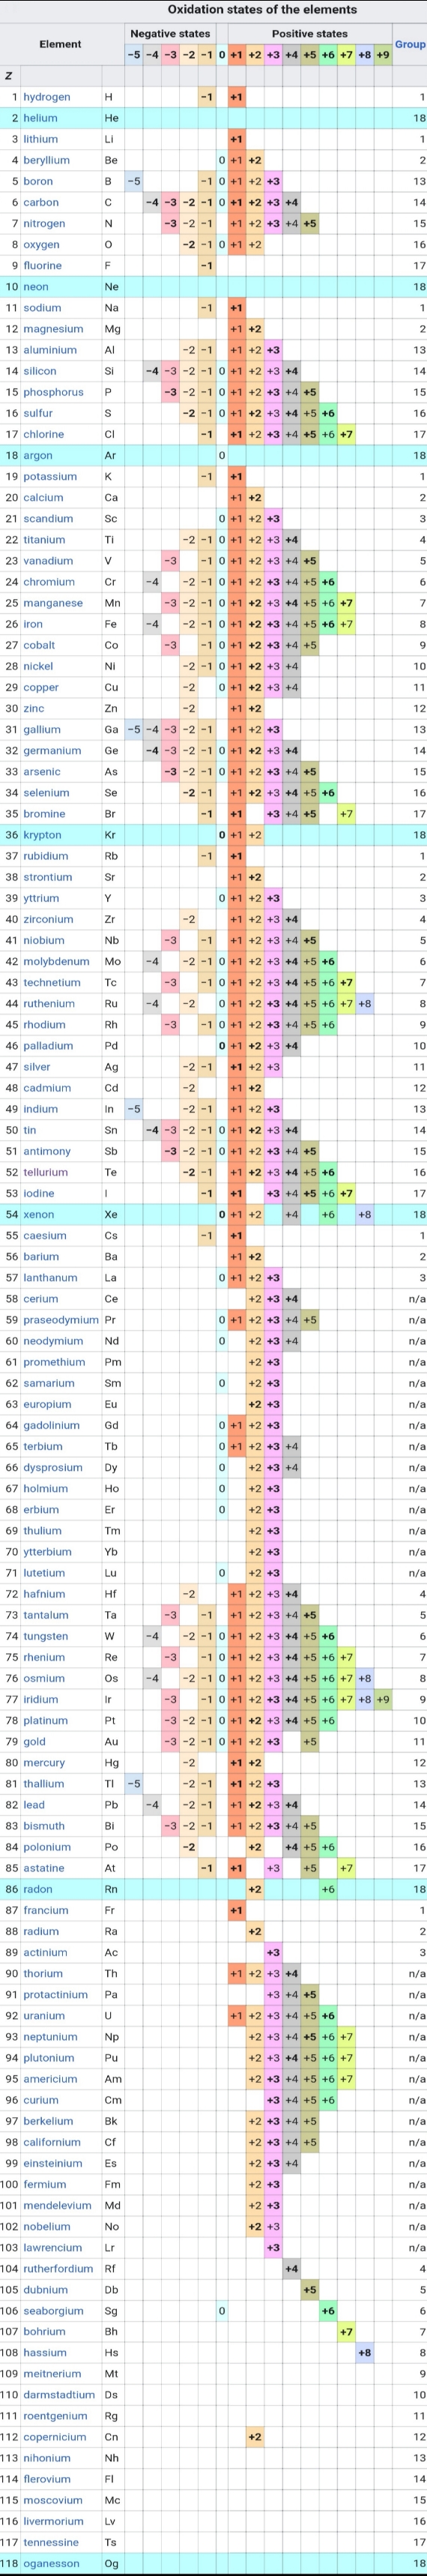 Oxidation states of the elements
Element Negative states Positive states Group
−5 −4 −3 −2 −1 0 +1 +2 +3 +4 +5 +6 +7 +8 +9
Z
1 hydrogen H −1 +1 1
2 helium He 18
3 lithium Li +1 1
4 beryllium Be 0 +1 +2 2
5 boron B −5 −1 0 +1 +2 +3 13
6 carbon C −4 −3 −2 −1 0 +1 +2 +3 +4 14
7 nitrogen N −3 −2 −1 0 +1 +2 +3 +4 +5 15
8 oxygen O −2 −1 0 +1 +2 16
9 fluorine F −1 17
10 neon Ne 18
11 sodium Na −1 +1 1
12 magnesium Mg +1 +2 2
13 aluminium Al −2 −1 +1 +2 +3 13
14 silicon Si −4 −3 −2 −1 0 +1 +2 +3 +4 14
15 phosphorus P −3 −2 −1 0 +1 +2 +3 +4 +5 15
16 sulfur S −2 −1 0 +1 +2 +3 +4 +5 +6 16
17 chlorine Cl −1 +1 +2 +3 +4 +5 +6 +7 17
18 argon Ar 0 18
19 potassium K −1 +1 1
20 calcium Ca +1 +2 2
21 scandium Sc 0 +1 +2 +3 3
22 titanium Ti −2 −1 0 +1 +2 +3 +4 4
23 vanadium V −3 −1 0 +1 +2 +3 +4 +5 5
24 chromium Cr −4 −2 −1 0 +1 +2 +3 +4 +5 +6 6
25 manganese Mn −3 −2 −1 0 +1 +2 +3 +4 +5 +6 +7 7
26 iron Fe −4 −2 −1 0 +1 +2 +3 +4 +5 +6 +7 8
27 cobalt Co −3 −1 0 +1 +2 +3 +4 +5 9
28 nickel Ni −2 −1 0 +1 +2 +3 +4 10
29 copper Cu −2 0 +1 +2 +3 +4 11
30 zinc Zn −2 +1 +2 12
31 gallium Ga −5 −4 −3 −2 −1 +1 +2 +3 13
32 germanium Ge −4 −3 −2 −1 0 +1 +2 +3 +4 14
33 arsenic As −3 −2 −1 0 +1 +2 +3 +4 +5 15
34 selenium Se −2 −1 +1 +2 +3 +4 +5 +6 16
35 bromine Br −1 +1 +3 +4 +5 +7 17
36 krypton Kr 0 +1 +2 18
37 rubidium Rb −1 +1 1
38 strontium Sr +1 +2 2
39 yttrium Y 0 +1 +2 +3 3
40 zirconium Zr −2 +1 +2 +3 +4 4
41 niobium Nb −3 −1 +1 +2 +3 +4 +5 5
42 molybdenum Mo −4 −2 −1 0 +1 +2 +3 +4 +5 +6 6
43 technetium Tc −3 −1 0 +1 +2 +3 +4 +5 +6 +7 7
44 ruthenium Ru −4 −2 0 +1 +2 +3 +4 +5 +6 +7 +8 8
45 rhodium Rh −3 −1 0 +1 +2 +3 +4 +5 +6 9
46 palladium Pd 0 +1 +2 +3 +4 10
47 silver Ag −2 −1 +1 +2 +3 11
48 cadmium Cd −2 +1 +2 12
49 indium In −5 −2 −1 +1 +2 +3 13
50 tin Sn −4 −3 −2 −1 0 +1 +2 +3 +4 14
51 antimony Sb −3 −2 −1 0 +1 +2 +3 +4 +5 15
52 tellurium Te −2 −1 +1 +2 +3 +4 +5 +6 16
53 iodine I −1 +1 +3 +4 +5 +6 +7 17
54 xenon Xe 0 +1 +2 +4 +6 +8 18
55 caesium Cs −1 +1 1
56 barium Ba +1 +2 2
57 lanthanum La 0 +1 +2 +3 3
58 cerium Ce +2 +3 +4 n/a
59 praseodymium Pr 0 +1 +2 +3 +4 +5 n/a
60 neodymium Nd 0 +2 +3 +4 n/a
61 promethium Pm +2 +3 n/a
62 samarium Sm 0 +2 +3 n/a
63 europium Eu +2 +3 n/a
64 gadolinium Gd 0 +1 +2 +3 n/a
65 terbium Tb 0 +1 +2 +3 +4 n/a
66 dysprosium Dy 0 +2 +3 +4 n/a
67 holmium Ho 0 +2 +3 n/a
68 erbium Er 0 +2 +3 n/a
69 thulium Tm +2 +3 n/a
70 ytterbium Yb +2 +3 n/a
71 lutetium Lu 0 +2 +3 n/a
72 hafnium Hf −2 +1 +2 +3 +4 4
73 tantalum Ta −3 −1 +1 +2 +3 +4 +5 5
74 tungsten W −4 −2 −1 0 +1 +2 +3 +4 +5 +6 6
75 rhenium Re −3 −1 0 +1 +2 +3 +4 +5 +6 +7 7
76 osmium Os −4 −2 −1 0 +1 +2 +3 +4 +5 +6 +7 +8 8
77 iridium Ir −3 −1 0 +1 +2 +3 +4 +5 +6 +7 +8 +9 9
78 platinum Pt −3 −2 −1 0 +1 +2 +3 +4 +5 +6 10
79 gold Au −3 −2 −1 0 +1 +2 +3 +5 11
80 mercury Hg −2 +1 +2 12
81 thallium Tl −5 −2 −1 +1 +2 +3 13
82 lead Pb −4 −2 −1 +1 +2 +3 +4 14
83 bismuth Bi −3 −2 −1 +1 +2 +3 +4 +5 15
84 polonium Po −2 +2 +4 +5 +6 16
85 astatine At −1 +1 +3 +5 +7 17
86 radon Rn +2 +6 18
87 francium Fr +1 1
88 radium Ra +2 2
89 actinium Ac +3 3
90 thorium Th +1 +2 +3 +4 n/a
91 protactinium Pa +3 +4 +5 n/a
92 uranium U +1 +2 +3 +4 +5 +6 n/a
93 neptunium Np +2 +3 +4 +5 +6 +7 n/a
94 plutonium Pu +2 +3 +4 +5 +6 +7 n/a
95 americium Am +2 +3 +4 +5 +6 +7 n/a
96 curium Cm +3 +4 +5 +6 n/a
97 berkelium Bk +2 +3 +4 +5 n/a
98 californium Cf +2 +3 +4 +5 n/a
99 einsteinium Es +2 +3 +4 n/a
100 fermium Fm +2 +3 n/a
101 mendelevium Md +2 +3 n/a
102 nobelium No +2 +3 n/a
103 lawrencium Lr +3 n/a
104 rutherfordium Rf +4 4
105 dubnium Db +5 5
106 seaborgium Sg 0 +6 6
107 bohrium Bh +7 7
108 hassium Hs +8 8
109 meitnerium Mt 9
110 darmstadtium Ds 10
111 roentgenium Rg 11
112 copernicium Cn +2 12
113 nihonium Nh 13
114 flerovium Fl 14
115 moscovium Mc 15
116 livermorium Lv 16
117 tennessine Ts 17
118 oganesson Og 18